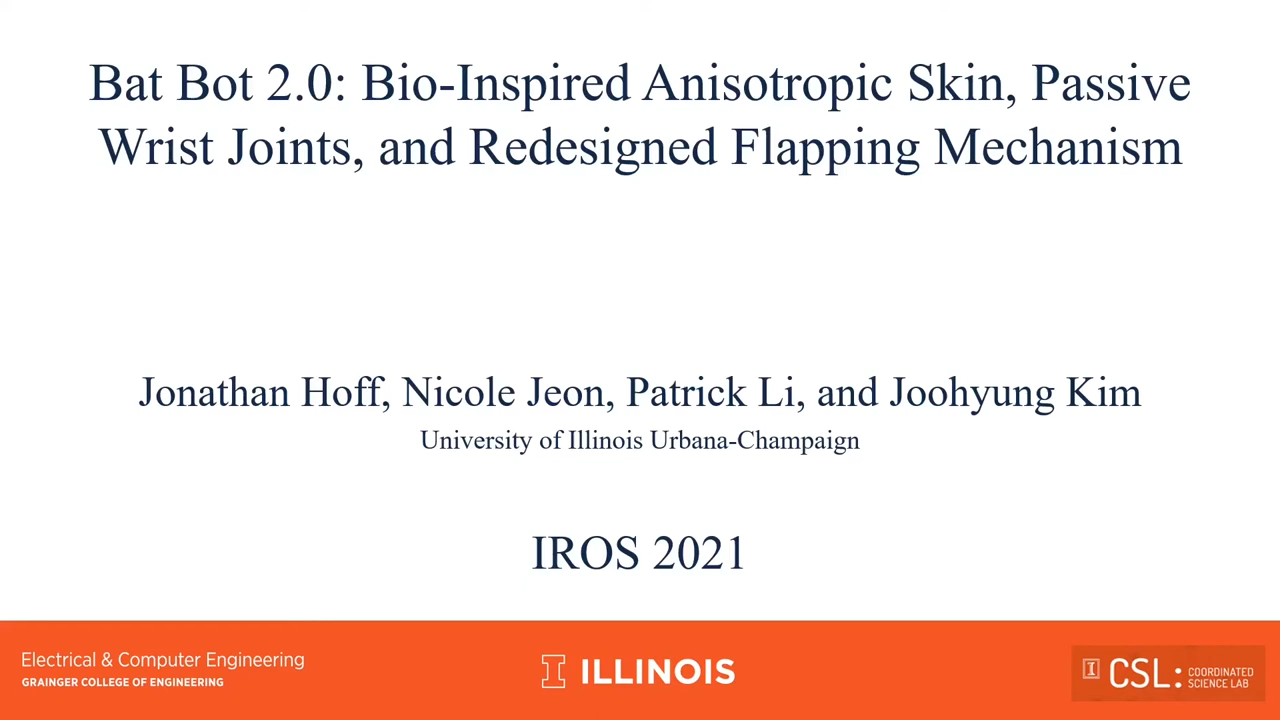 Bat Bot 2.0: Bio-Inspired Anisotropic Skin, Passive
Wrist Joints, and Redesigned Flapping Mechanism
Jonathan Hoff, Nicole Jeon, Patrick Li, and Joohyung Kim
University of Illinois Urbana-Champaign
IROS 2021
Electrical & Computer Engineering
GRAINGER COLLEGE OF ENGINEERING
I ILLINOIS
I CSL: COORDINATED
SCIENCE LAB